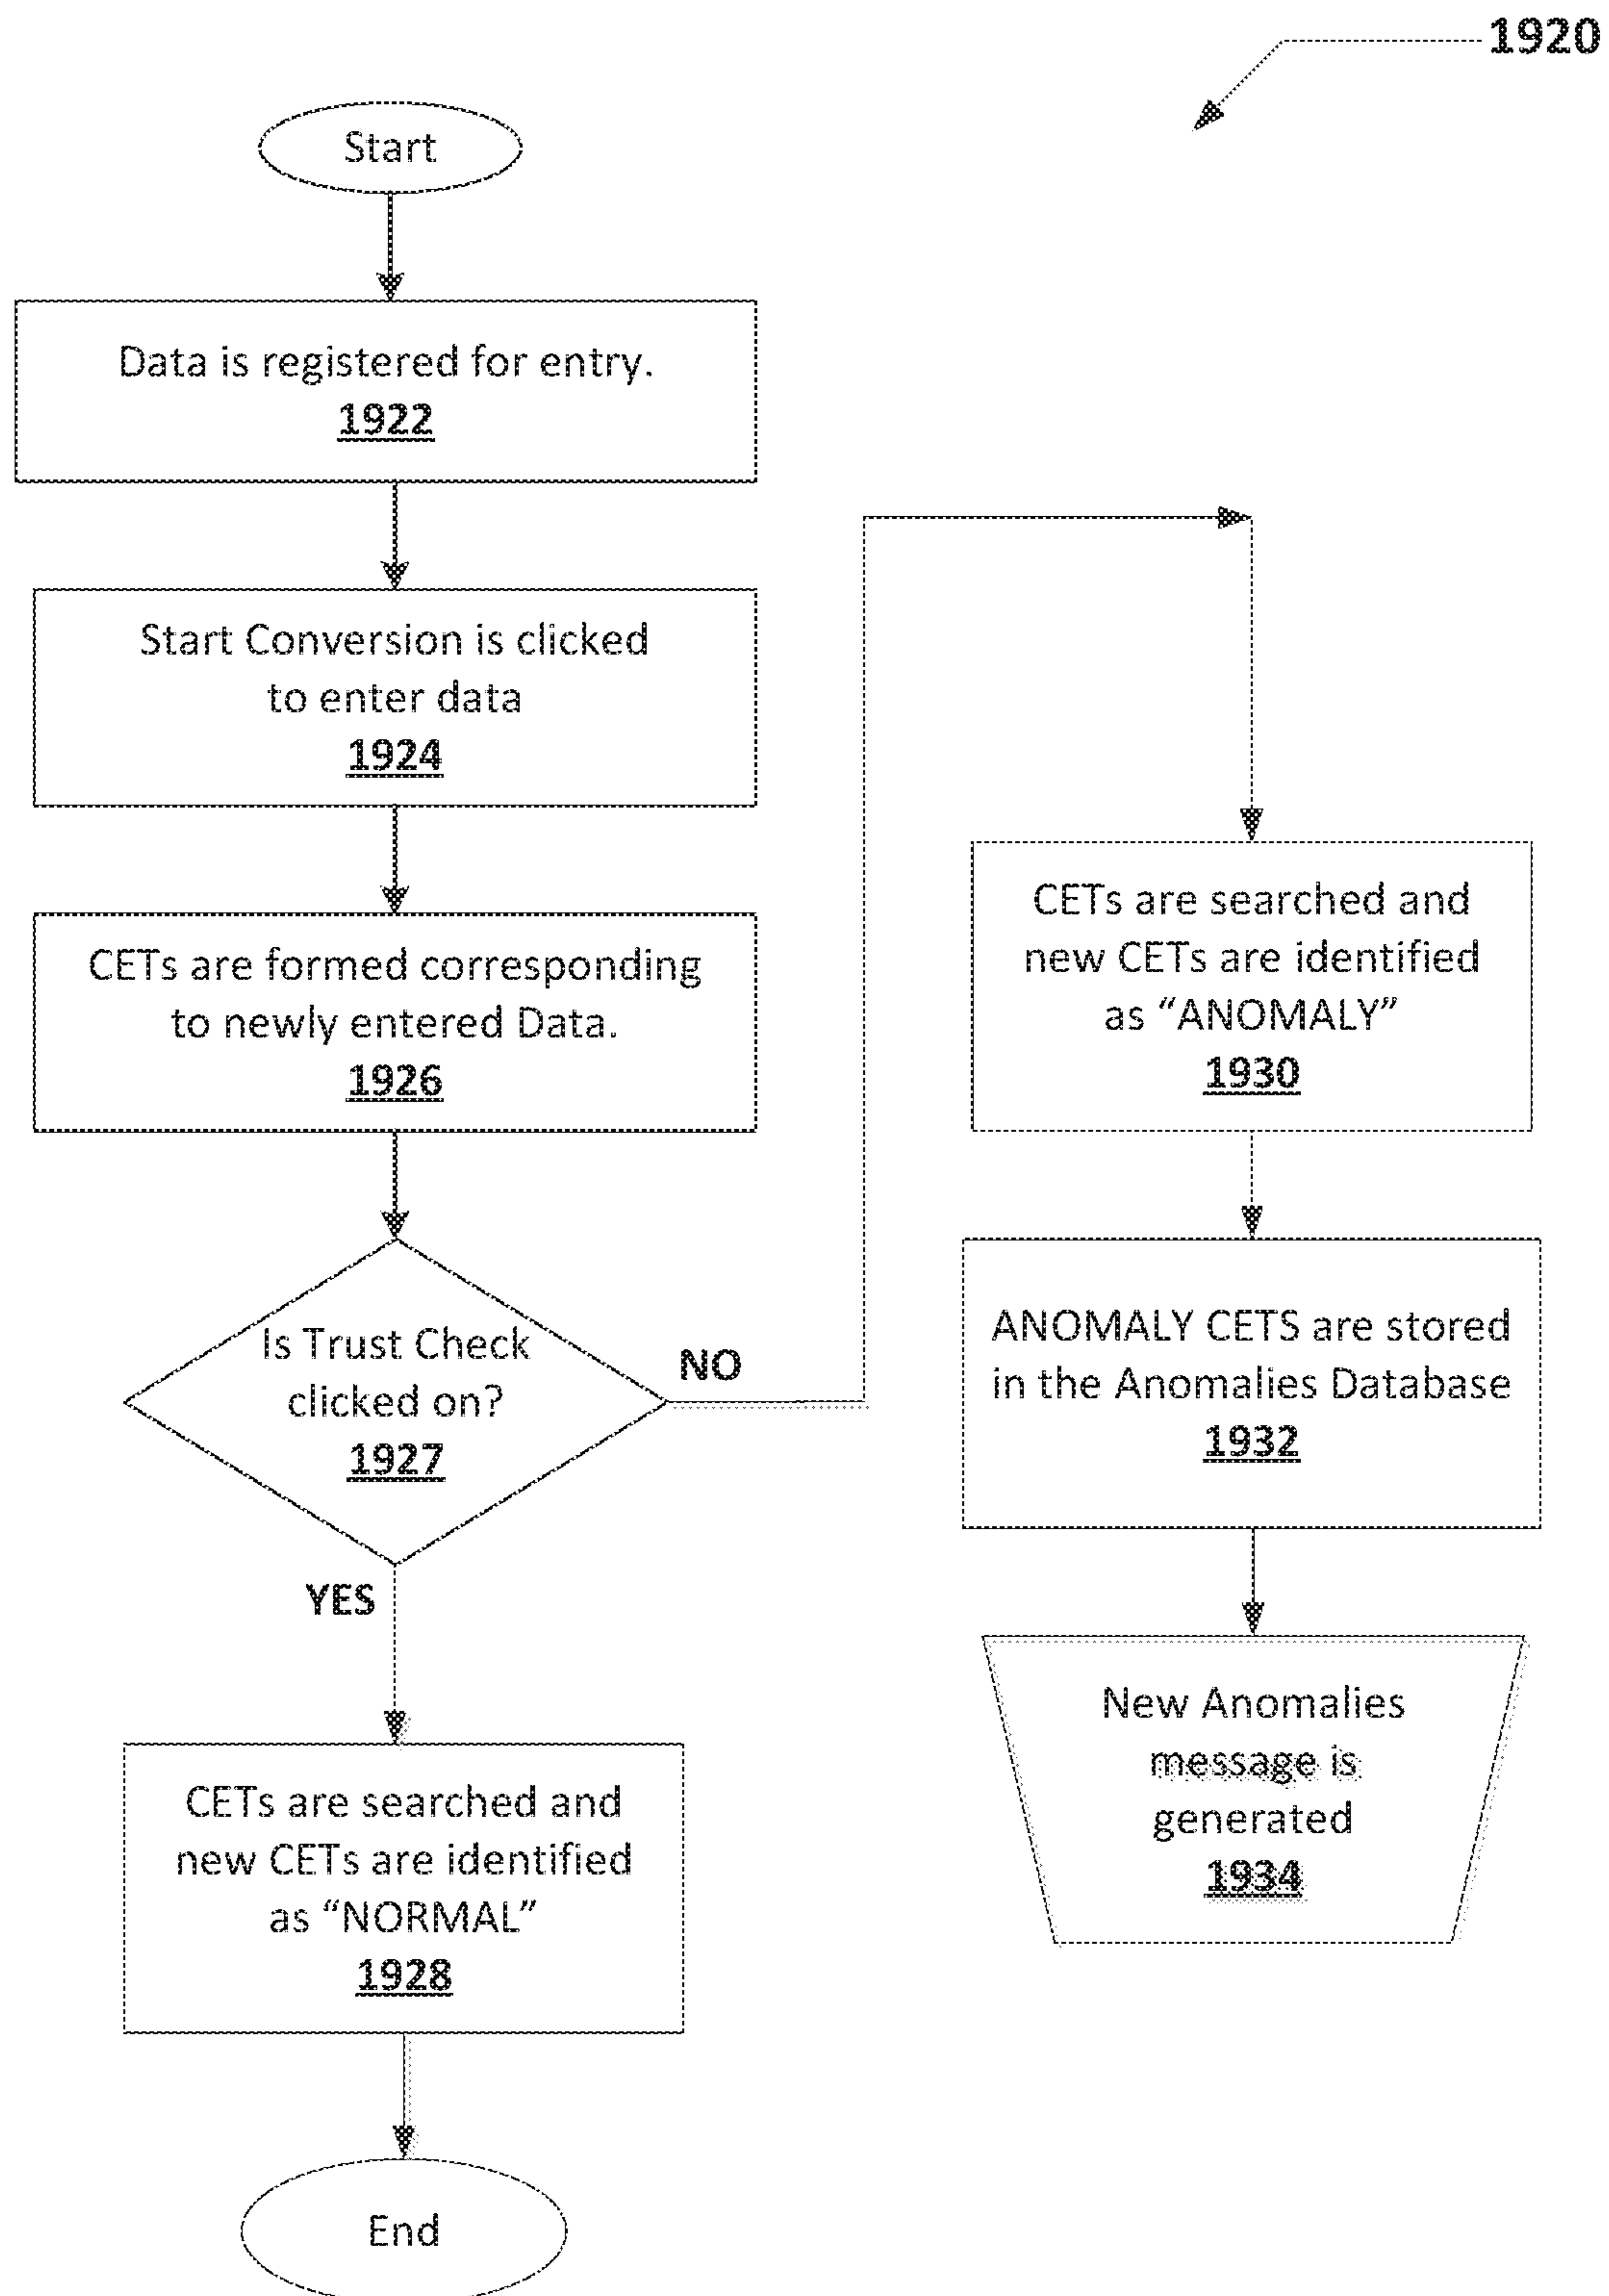 1920
Start
Data is registered for entry.
1922
Start Conversion is clicked
to enter data
1924
CETs are formed corresponding
to newly entered Data.
1926
Is Trust Check
clicked on?
1927
NO
YES
CETs are searched and
new CETs are identified
as “NORMAL”
1928
End
CETs are searched and
new CETs are identified
as “ANOMALY”
1930
ANOMALY CETS are stored
in the Anomalies Database
1932
New Anomalies
message is
generated
1934